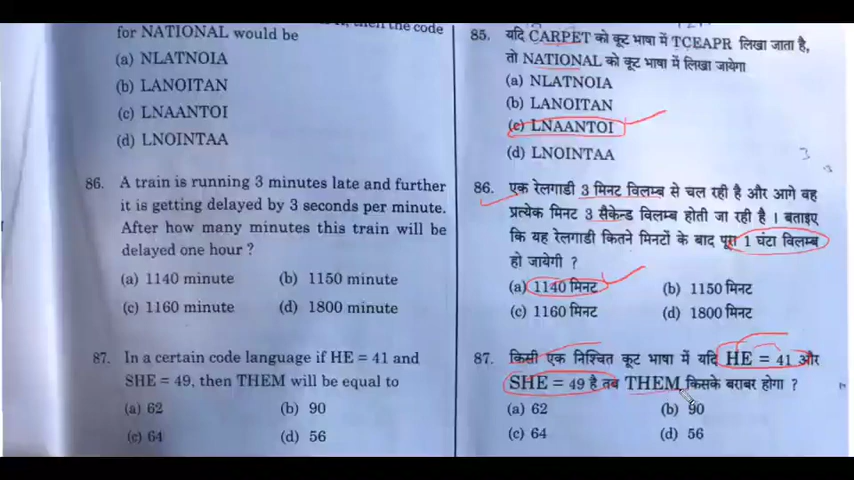 then the code
for NATIONAL would be
(a) NLATNOIA
(b) LANOITAN
(c) LNAANTOI
(d) LNOINTAA
86. A train is running 3 minutes late and further
it is getting delayed by 3 seconds per minute.
After how many minutes this train will be
delayed one hour ?
(a) 1140 minute (b) 1150 minute
(c) 1160 minute (d) 1800 minute
87. In a certain code language if HE = 41 and
SHE = 49, then THEM will be equal to
(a) 62 (b) 90
(c) 64 (d) 56
85. यदि CARPET को कूट भाषा में TCEAPR लिखा जाता है,
तो NATIONAL को कूट भाषा में लिखा जायेगा
(a) NLATNOIA
(b) LANOITAN
(c) LNAANTOI
(d) LNOINTAA
86. एक रेलगाडी 3 मिनट विलम्ब से चल रही है और आगे वह
प्रत्येक मिनट 3 सैकेन्ड विलम्ब होती जा रही है । बताइए
कि यह रेलगाडी कितने मिनटों के बाद पूरा 1 घंटा विलम्ब
हो जायेगी ?
(a) 1140 मिनट (b) 1150 मिनट
(c) 1160 मिनट (d) 1800 मिनट
87. किसी एक निश्चित कूट भाषा में यदि HE = 41 और
SHE = 49 है तब THEM किसके बराबर होगा ?
(a) 62 (b) 90
(c) 64 (d) 56